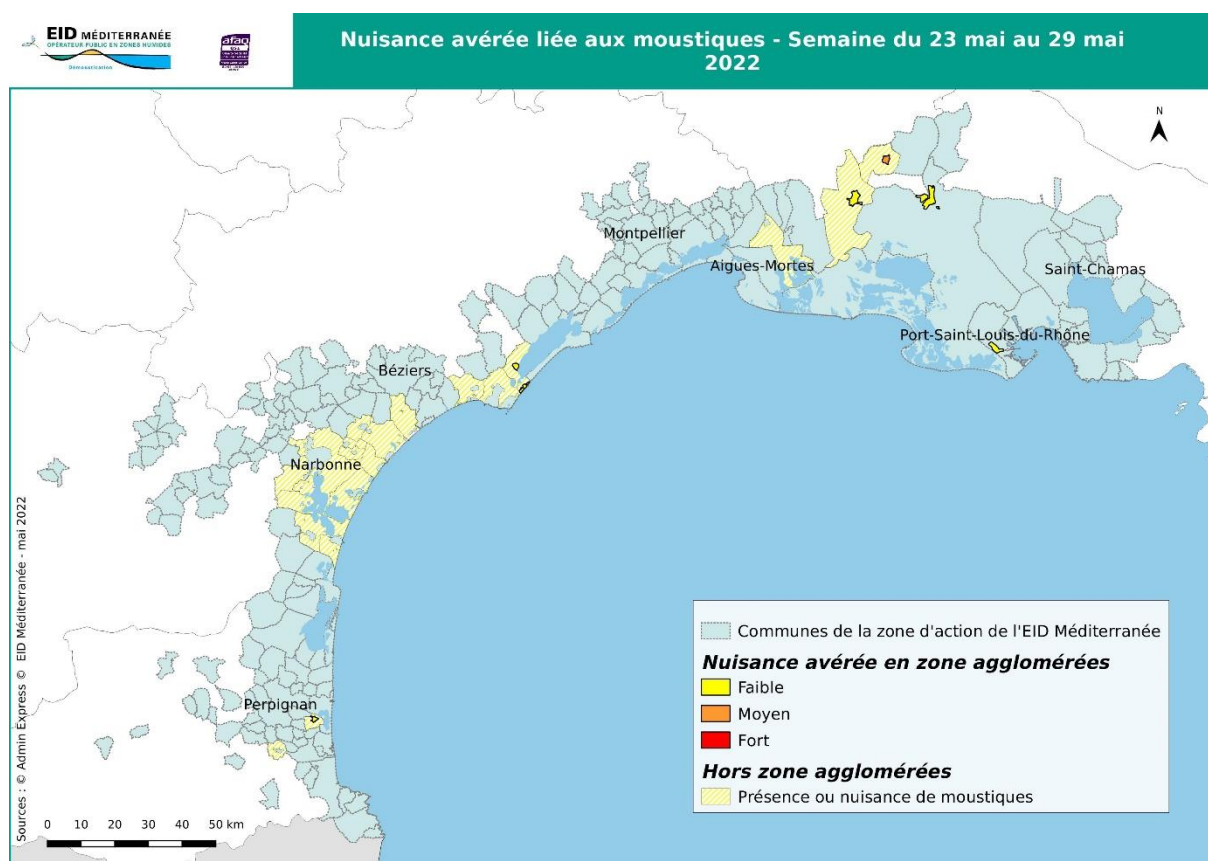 EID MÉDITERRANÉE
OPÉRATEUR PUBLIC EN ZONES HUMIDES
Démoustication
afaq
Nuisance avérée liée aux moustiques - Semaine du 23 mai au 29 mai
2022
N
Montpellier
Aigues-Mortes
Saint-Chamas
Port-Saint-Louis-du-Rhône
Béziers
Narbonne
Perpignan
Communes de la zone d'action de l'EID Méditerranée
Nuisance avérée en zone agglomérées
Faible
Moyen
Fort
Hors zone agglomérées
Présence ou nuisance de moustiques
Sources : © Admin Express © EID Méditerranée - mai 2022
0 10 20 30 40 50 km